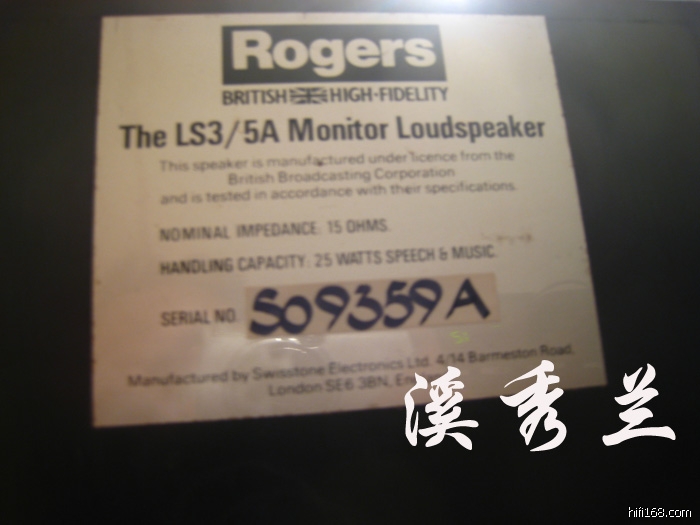 Rogers
BRITISH HIGH-FIDELITY
The LS3/5A Monitor Loudspeaker
This speaker is manufactured under licence from the
British Broadcasting Corporation
and is tested in accordance with their specifications.
NOMINAL IMPEDANCE: 15 OHMS.
HANDLING CAPACITY: 25 WATTS SPEECH & MUSIC.
SERIAL NO. SO9359A
Manufactured by Swisstone Electronics Ltd. 4/14 Barmeston Road,
London SE6 3BN,
溪秀兰
hifi168.com